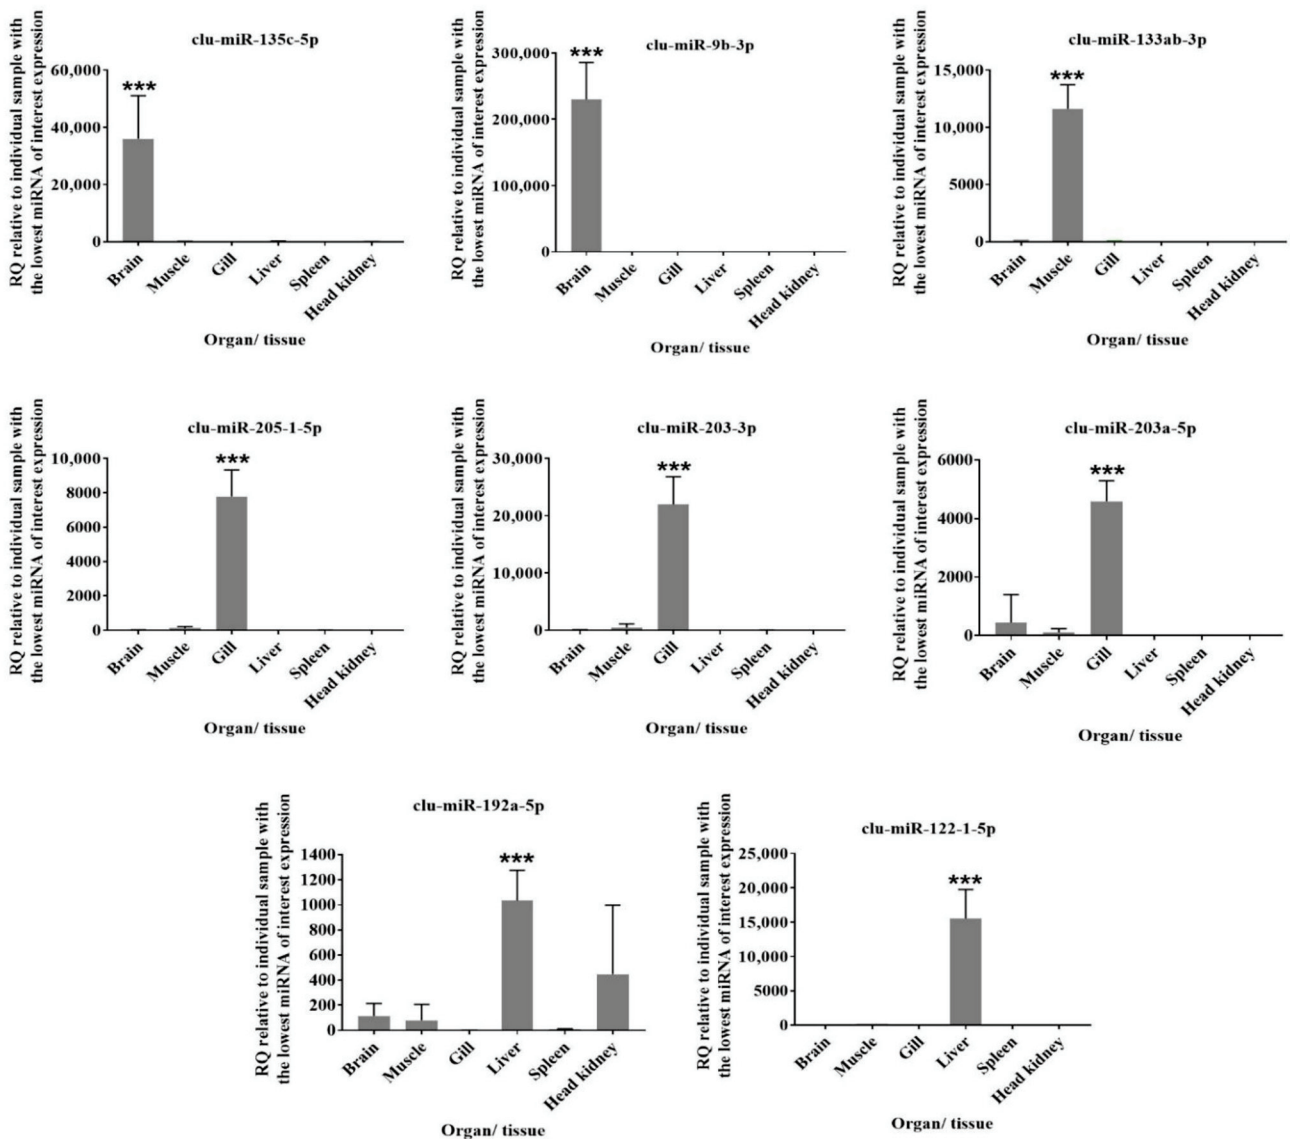 clu-miR-135c-5p
RQ relative to individual sample with
the lowest miRNA of interest expression
60,000
40,000
20,000
0
***
Brain
Muscle
Gill
Liver
Spleen
Head kidney
Organ/ tissue
clu-miR-9b-3p
RQ relative to individual sample with
the lowest miRNA of interest expression
300,000
200,000
100,000
0
***
Brain
Muscle
Gill
Liver
Spleen
Head kidney
Organ/ tissue
clu-miR-133ab-3p
RQ relative to individual sample with
the lowest miRNA of interest expression
15,000
10,000
5000
0
***
Brain
Muscle
Gill
Liver
Spleen
Head kidney
Organ/ tissue
clu-miR-205-1-5p
RQ relative to individual sample with
the lowest miRNA of interest expression
10,000
8000
6000
4000
2000
0
***
Brain
Muscle
Gill
Liver
Spleen
Head kidney
Organ/ tissue
clu-miR-203-3p
RQ relative to individual sample with
the lowest miRNA of interest expression
30,000
20,000
10,000
0
***
Brain
Muscle
Gill
Liver
Spleen
Head kidney
Organ/ tissue
clu-miR-203a-5p
RQ relative to individual sample with
the lowest miRNA of interest expression
6000
4000
2000
0
***
Brain
Muscle
Gill
Liver
Spleen
Head kidney
Organ/ tissue
clu-miR-192a-5p
RQ relative to individual sample with
the lowest miRNA of interest expression
1400
1200
1000
800
600
400
200
0
***
Brain
Muscle
Gill
Liver
Spleen
Head kidney
Organ/ tissue
clu-miR-122-1-5p
RQ relative to individual sample with
the lowest miRNA of interest expression
25,000
20,000
15,000
10,000
5000
0
***
Brain
Muscle
Gill
Liver
Spleen
Head kidney
Organ/ tissue